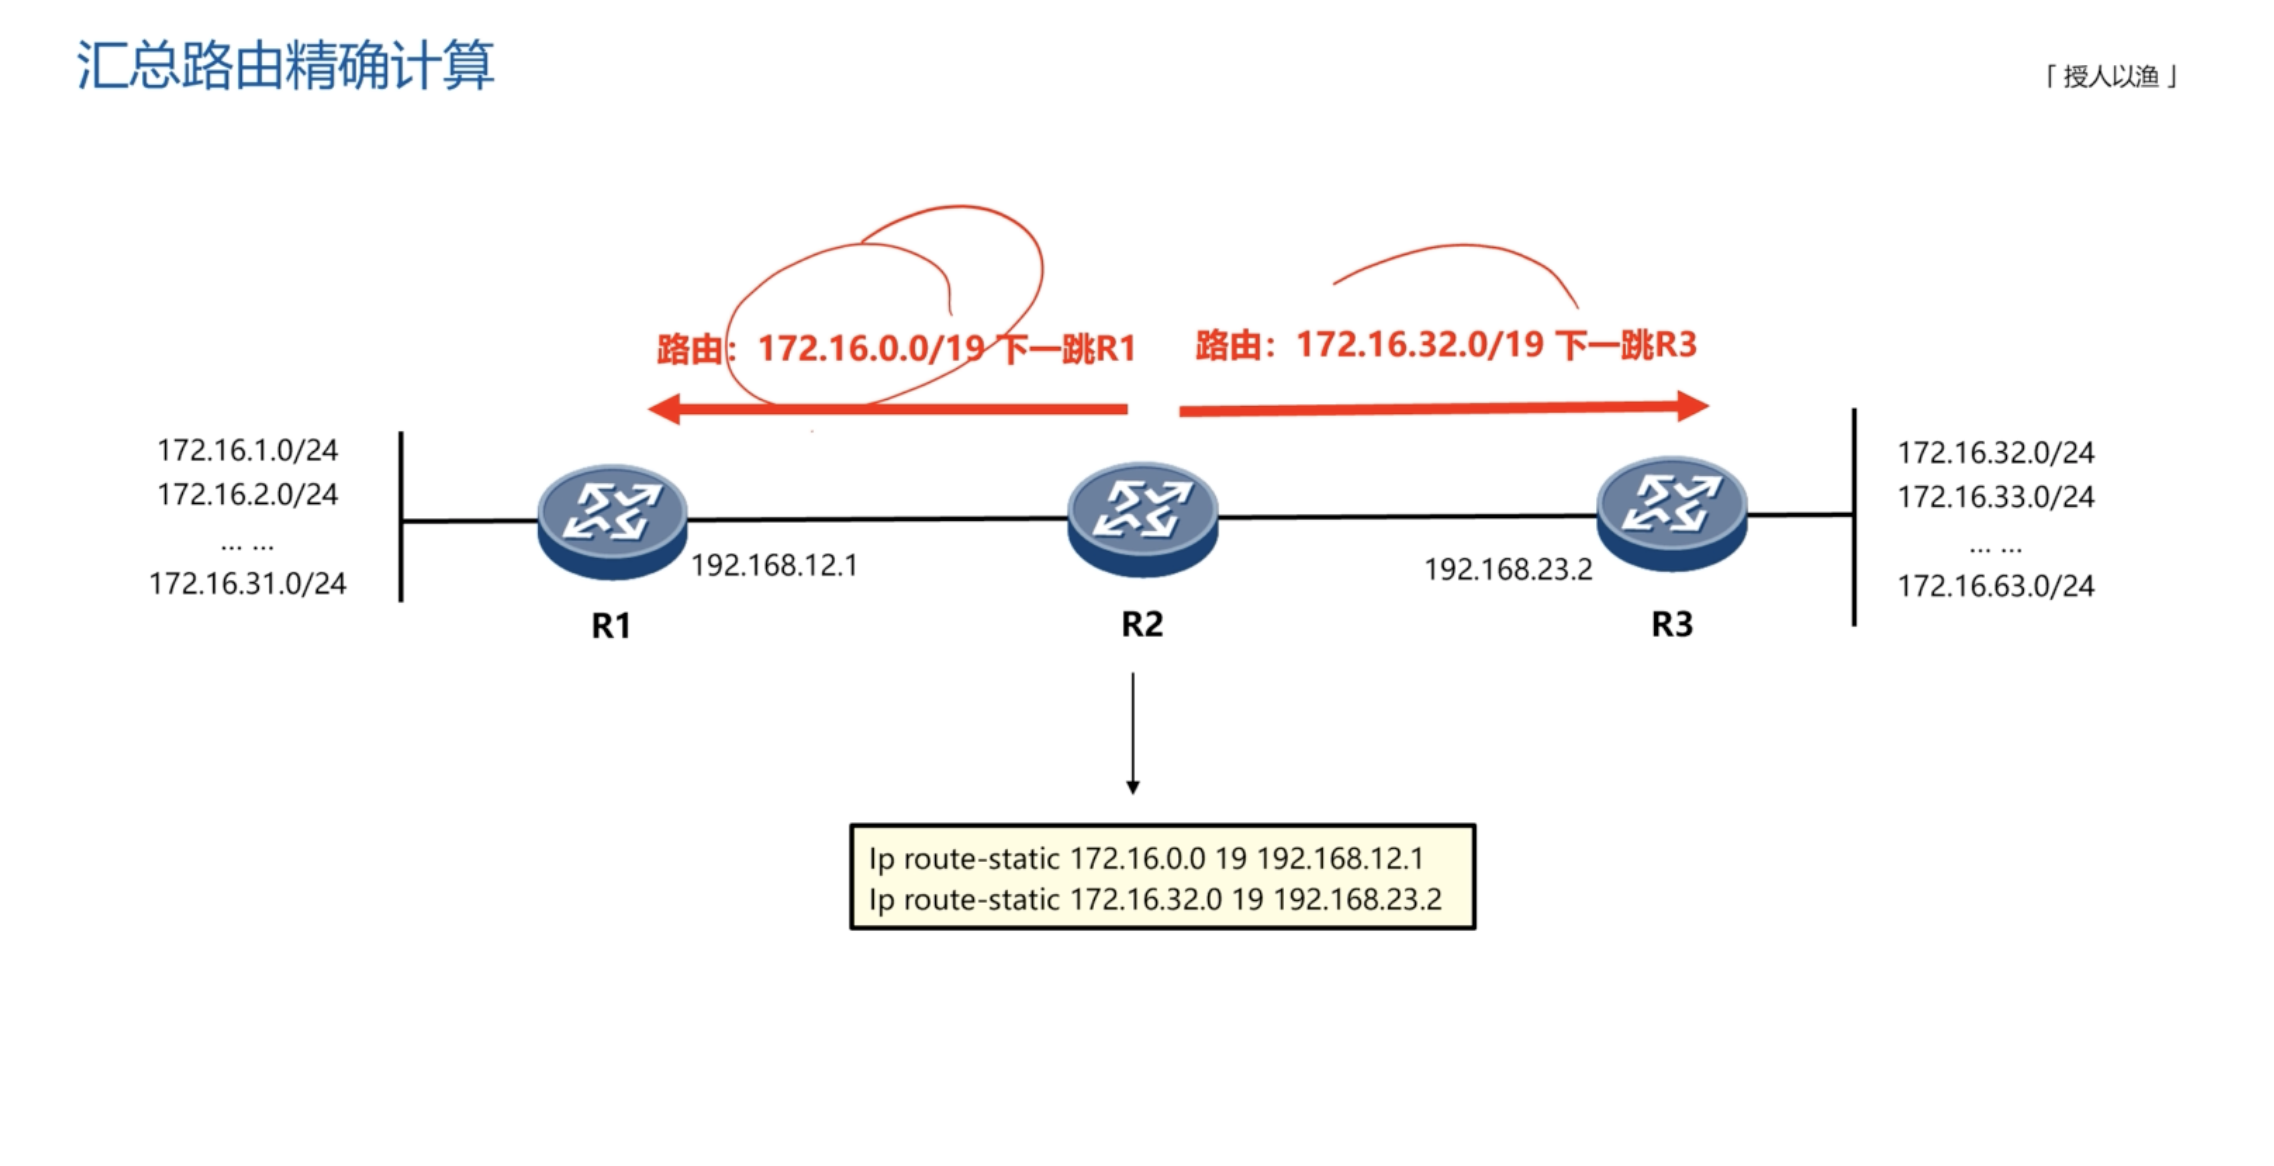 汇总路由精确计算
「 授人以渔 」
路由：172.16.0.0/19 下一跳R1
路由：172.16.32.0/19 下一跳R3
172.16.1.0/24
172.16.2.0/24
... ...
172.16.31.0/24
192.168.12.1
192.168.23.2
172.16.32.0/24
172.16.33.0/24
... ...
172.16.63.0/24
R1
R2
R3
Ip route-static 172.16.0.0 19 192.168.12.1
Ip route-static 172.16.32.0 19 192.168.23.2